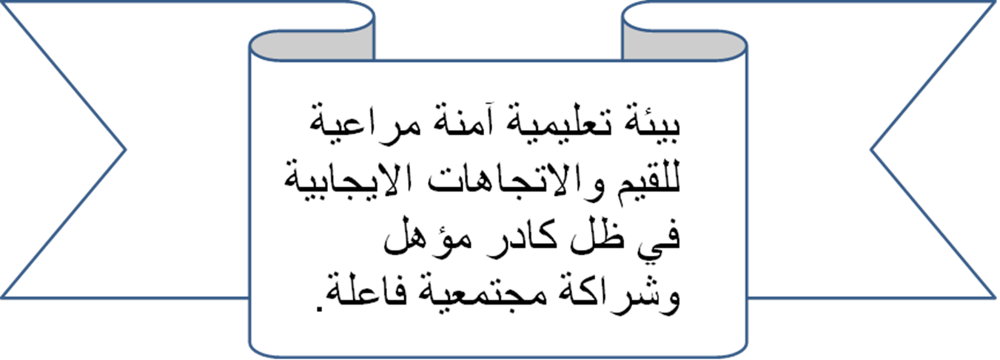 بيئة تعليمية آمنة مراعية
للقيم والاتجاهات الايجابية
في ظل كادر مؤهل
وشراكة مجتمعية فاعلة.